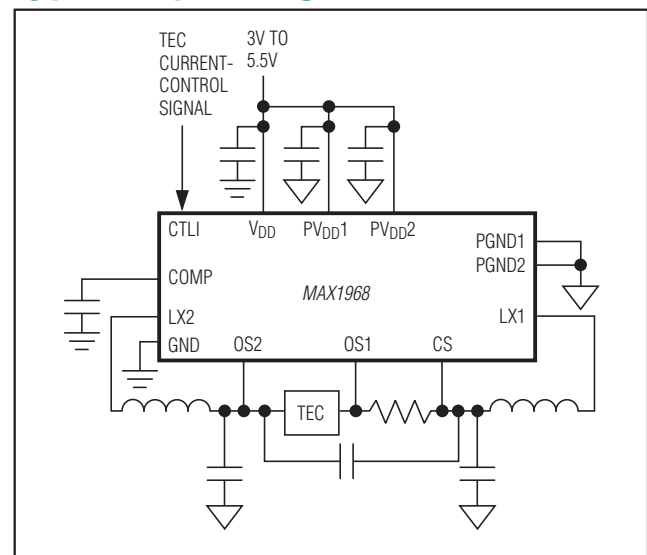 TEC
CURRENT-
CONTROL
SIGNAL
3V TO
5.5V
CTLI
VDD
PVDD1
PVDD2
PGND1
PGND2
COMP
MAX1968
LX2
LX1
GND
OS2
OS1
CS
TEC